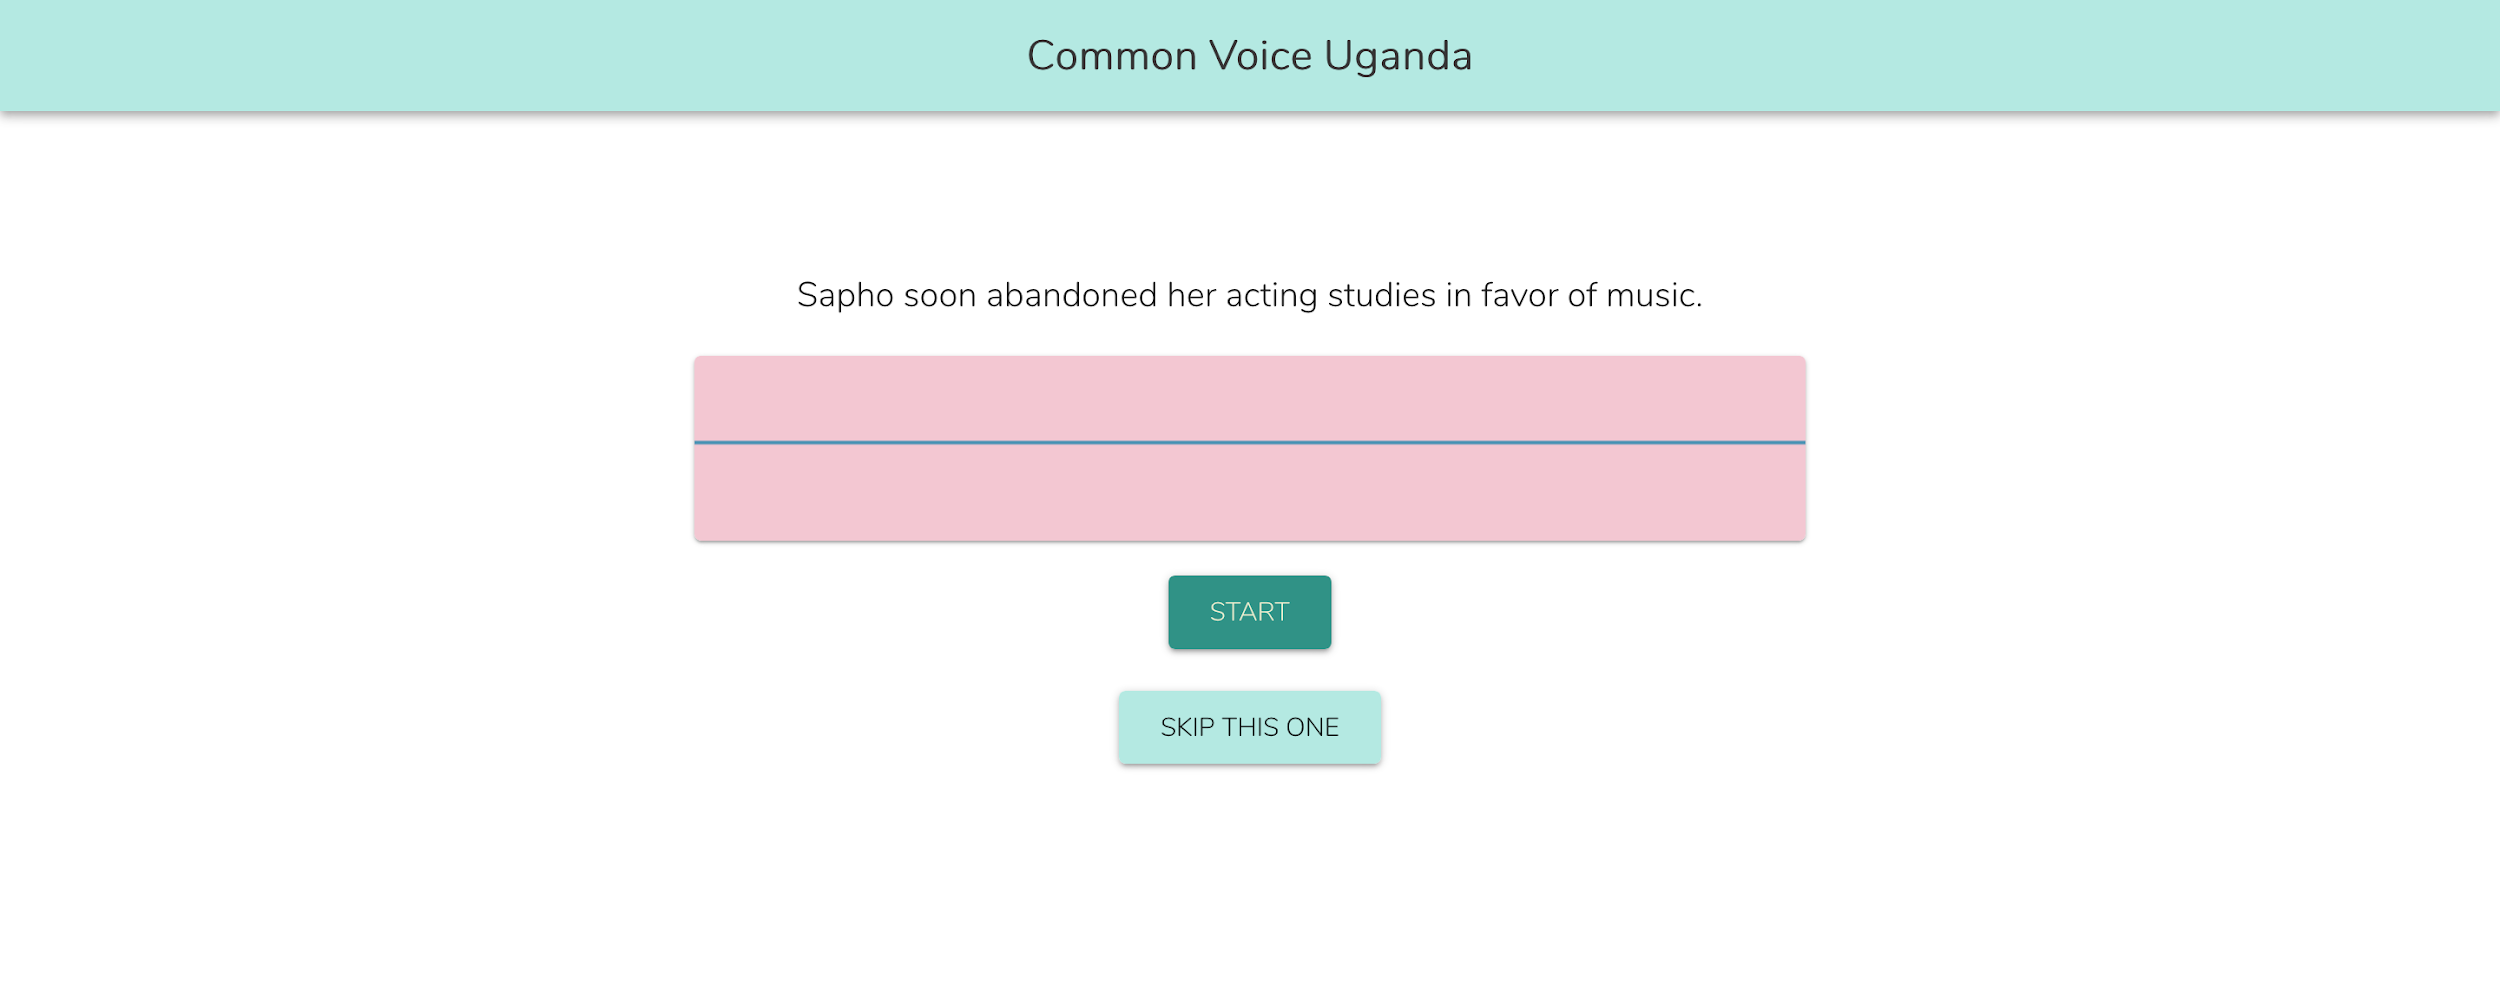 Common Voice Uganda
Sapho soon abandoned her acting studies in favor of music.
START
SKIP THIS ONE